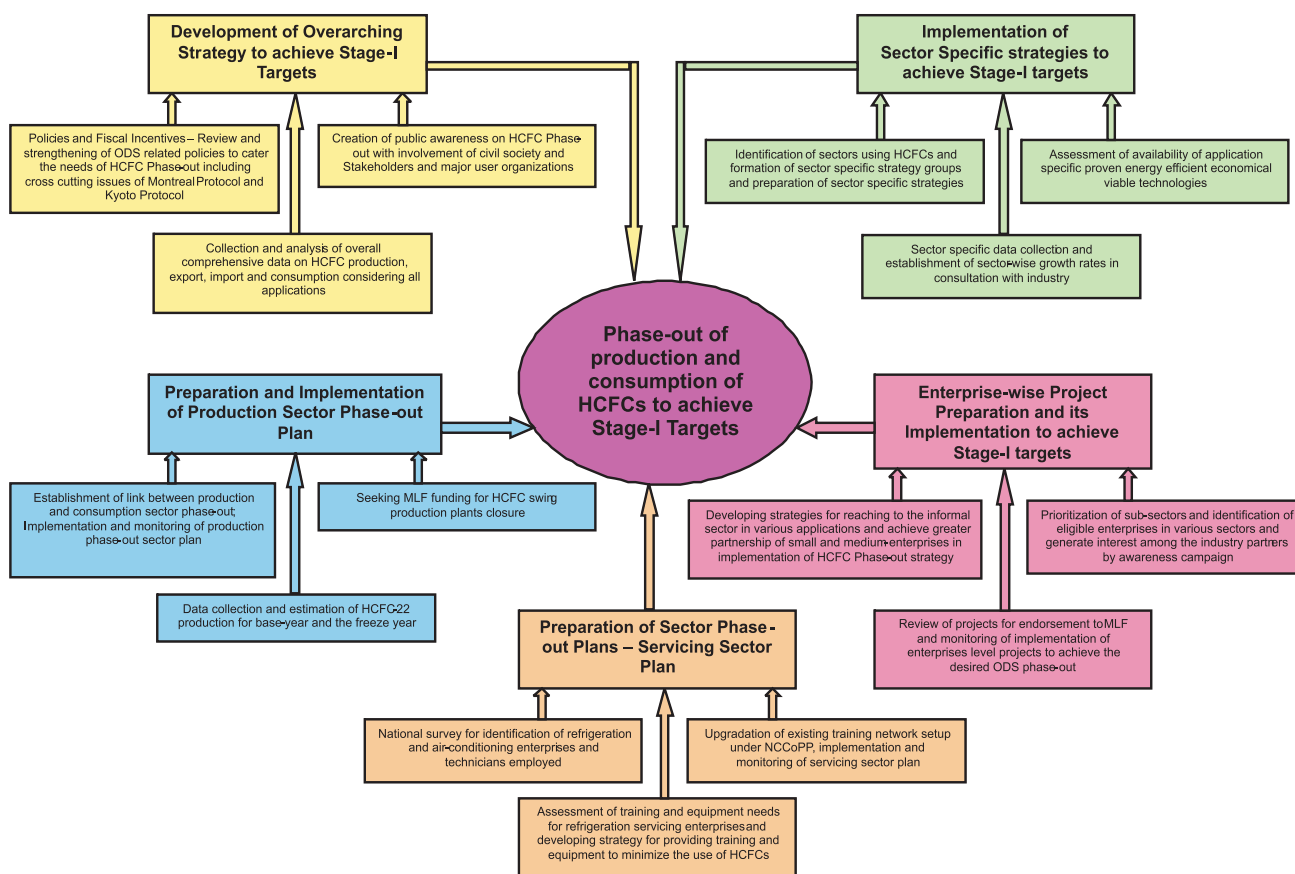 Development of Overarching
Strategy to achieve Stage-I
Targets
Policies and Fiscal Incentives – Review and
strengthening of ODS related policies to cater
the needs of HCFC Phase-out including
cross cutting issues of Montreal Protocol and
Kyoto Protocol
Creation of public awareness on HCFC Phase-
out with involvement of civil society and
Stakeholders and major user organizations
Collection and analysis of overall
comprehensive data on HCFC production,
export, import and consumption considering all
applications
Implementation of
Sector Specific strategies to
achieve Stage-I targets
Identification of sectors using HCFCs and
formation of sector specific strategy groups
and preparation of sector specific strategies
Assessment of availability of application
specific proven energy efficient economical
viable technologies
Sector specific data collection and
establishment of sector-wise growth rates in
consultation with industry
Phase-out of
production and
consumption of
HCFCs to achieve
Stage-I Targets
Preparation and Implementation
of Production Sector Phase-out
Plan
Establishment of link between production
and consumption sector phase-out;
Implementation and monitoring of production
phase-out sector plan
Seeking MLF funding for HCFC swing
production plants closure
Data collection and estimation of HCFC-22
production for base-year and the freeze year
Enterprise-wise Project
Preparation and its
Implementation to achieve
Stage-I targets
Developing strategies for reaching to the informal
sector in various applications and achieve greater
partnership of small and medium-enterprises in
implementation of HCFC Phase-out strategy
Prioritization of sub-sectors and identification of
eligible enterprises in various sectors and
generate interest among the industry partners
by awareness campaign
Review of projects for endorsement to MLF
and monitoring of implementation of
enterprises level projects to achieve the
desired ODS phase-out
Preparation of Sector Phase-
out Plans – Servicing Sector
Plan
National survey for identification of refrigeration
and air-conditioning enterprises and
technicians employed
Upgradation of existing training network setup
under NCCoPP, implementation and
monitoring of servicing sector plan
Assessment of training and equipment needs
for refrigeration servicing enterprises and
developing strategy for providing training and
equipment to minimize the use of HCFCs